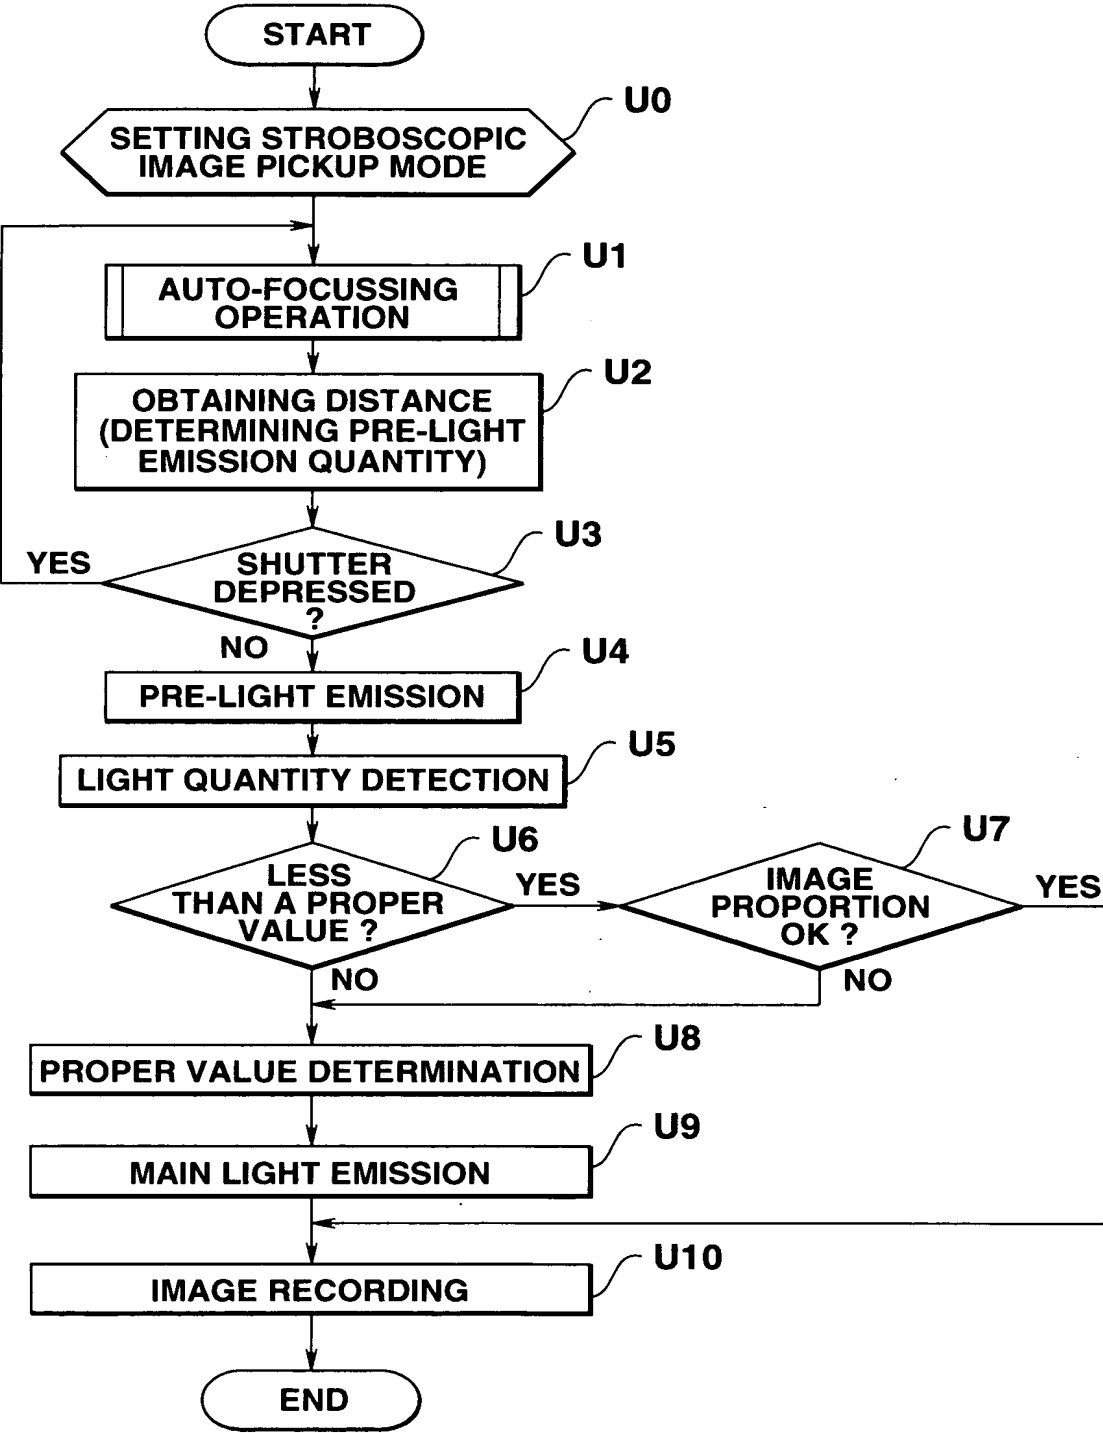 START
U0
SETTING STROBOSCOPIC
IMAGE PICKUP MODE
U1
AUTO-FOCUSSING
OPERATION
U2
OBTAINING DISTANCE
(DETERMINING PRE-LIGHT
EMISSION QUANTITY)
U3
YES
SHUTTER
DEPRESSED
?
NO
U4
PRE-LIGHT EMISSION
U5
LIGHT QUANTITY DETECTION
U6
LESS
THAN A PROPER
VALUE ?
YES
NO
U7
IMAGE
PROPORTION
OK ?
YES
NO
U8
PROPER VALUE DETERMINATION
U9
MAIN LIGHT EMISSION
U10
IMAGE RECORDING
END